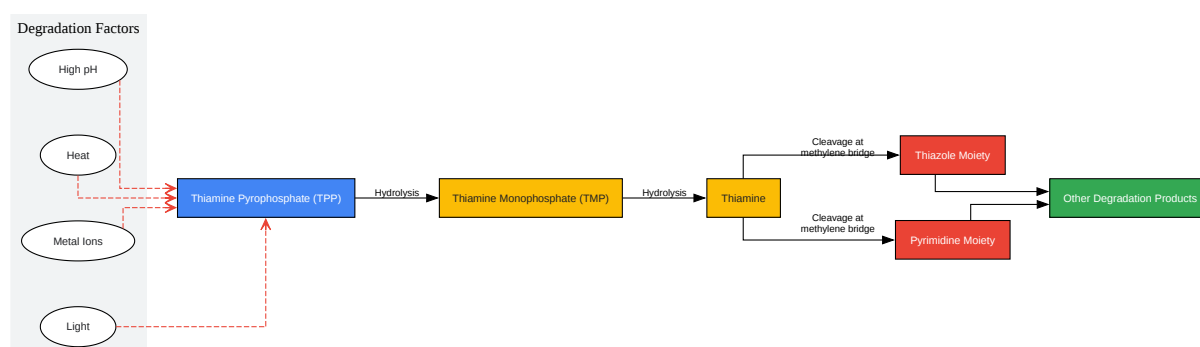 Degradation Factors
High pH
Heat
Metal Ions
Light
Thiamine Pyrophosphate (TPP)
Hydrolysis
Thiamine Monophosphate (TMP)
Hydrolysis
Thiamine
Cleavage at
methylene bridge
Thiazole Moiety
Cleavage at
methylene bridge
Pyrimidine Moiety
Other Degradation Products